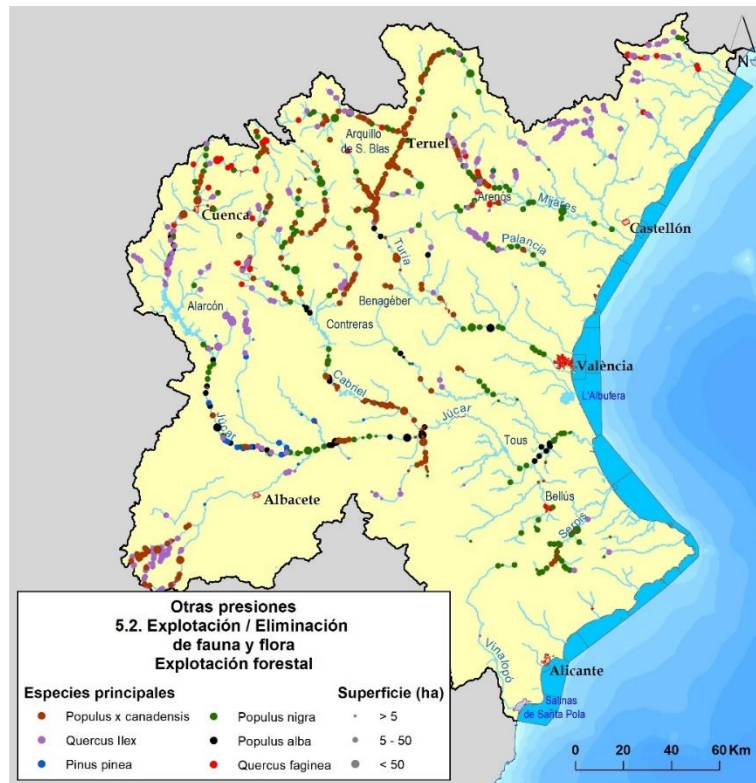 N
Arquillo
de S. Blas
Teruel
Cuenca
Arenós
Mijares
Castellón
Turia
Palancia
Alarcón
Benagéber
Contreras
València
L'Albufera
Cabriel
Júcar
Júcar
Tous
Albacete
Bellús
Serpis
Vinalopó
Alicante
Salinas
de Santa Pola
Otras presiones
5.2. Explotación / Eliminación
de fauna y flora
Explotación forestal
Especies principales
Superficie (ha)
Populus x canadensis
Populus nigra
> 5
Quercus Ilex
Populus alba
5 - 50
Pinus pinea
Quercus faginea
< 50
0 20 40 60 Km